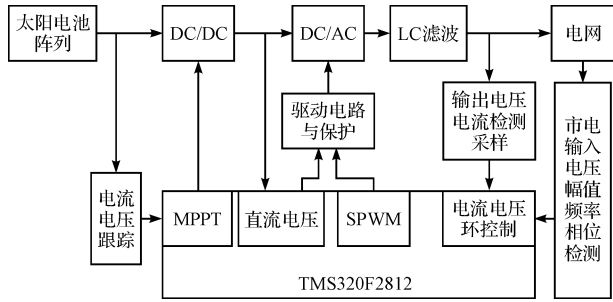 太阳电池
阵列
DC/DC
DC/AC
LC滤波
电网
驱动电路
与保护
输出电压
电流检测
采样
市电
输入
电压
幅值
频率
相位
检测
电流
电压
跟踪
MPPT
直流电压
SPWM
电流电压
环控制
TMS320F2812